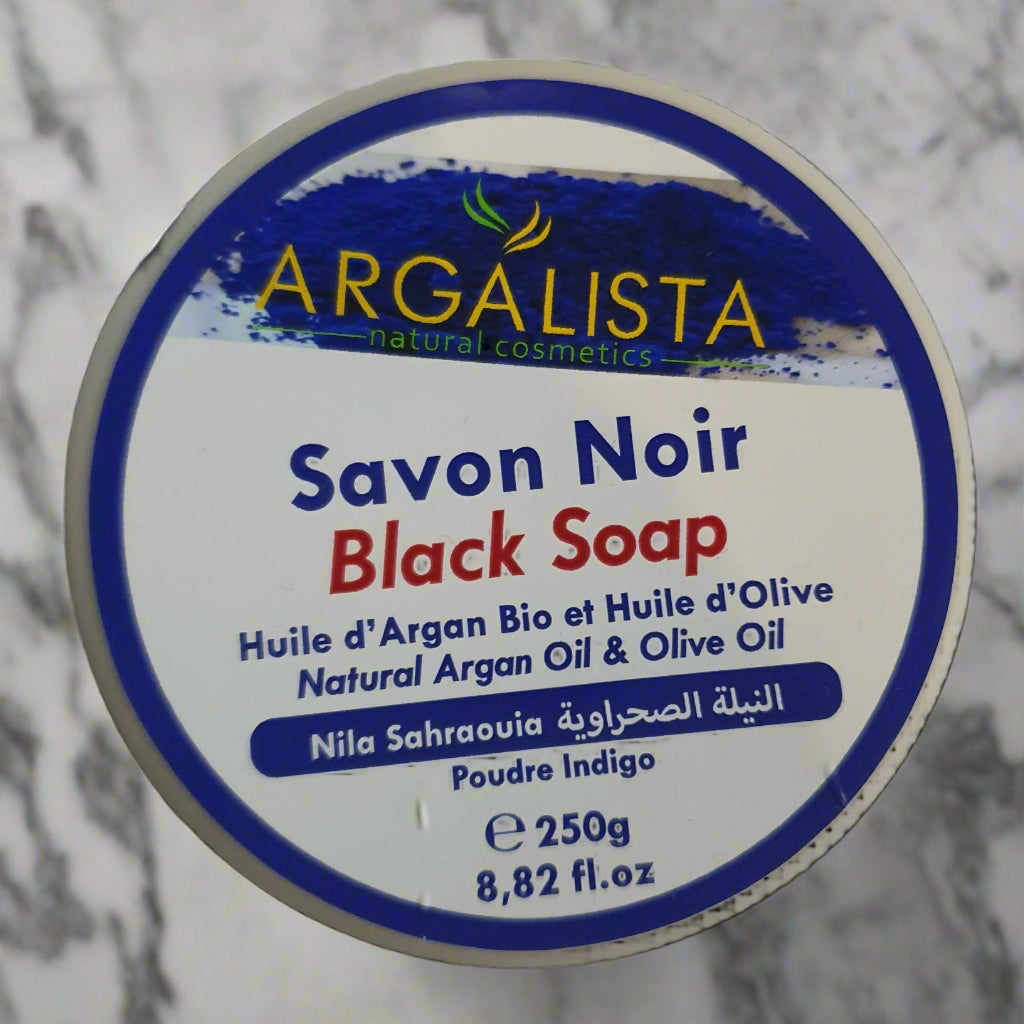 ARGALISTA
natural cosmetics
Savon Noir
Black Soap
Huile d'Argan Bio et Huile d'Olive
Natural Argan Oil & Olive Oil
Nila Sahraouia النيلة الصحراوية
Poudre Indigo
℮ 250g
8,82 fl.oz